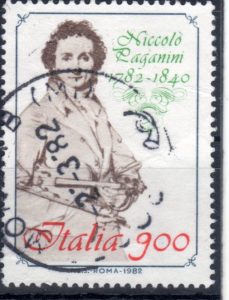 Niccolò
Paganini
1782-1840
Italia 900
I.P.Z.S.-ROMA-1982